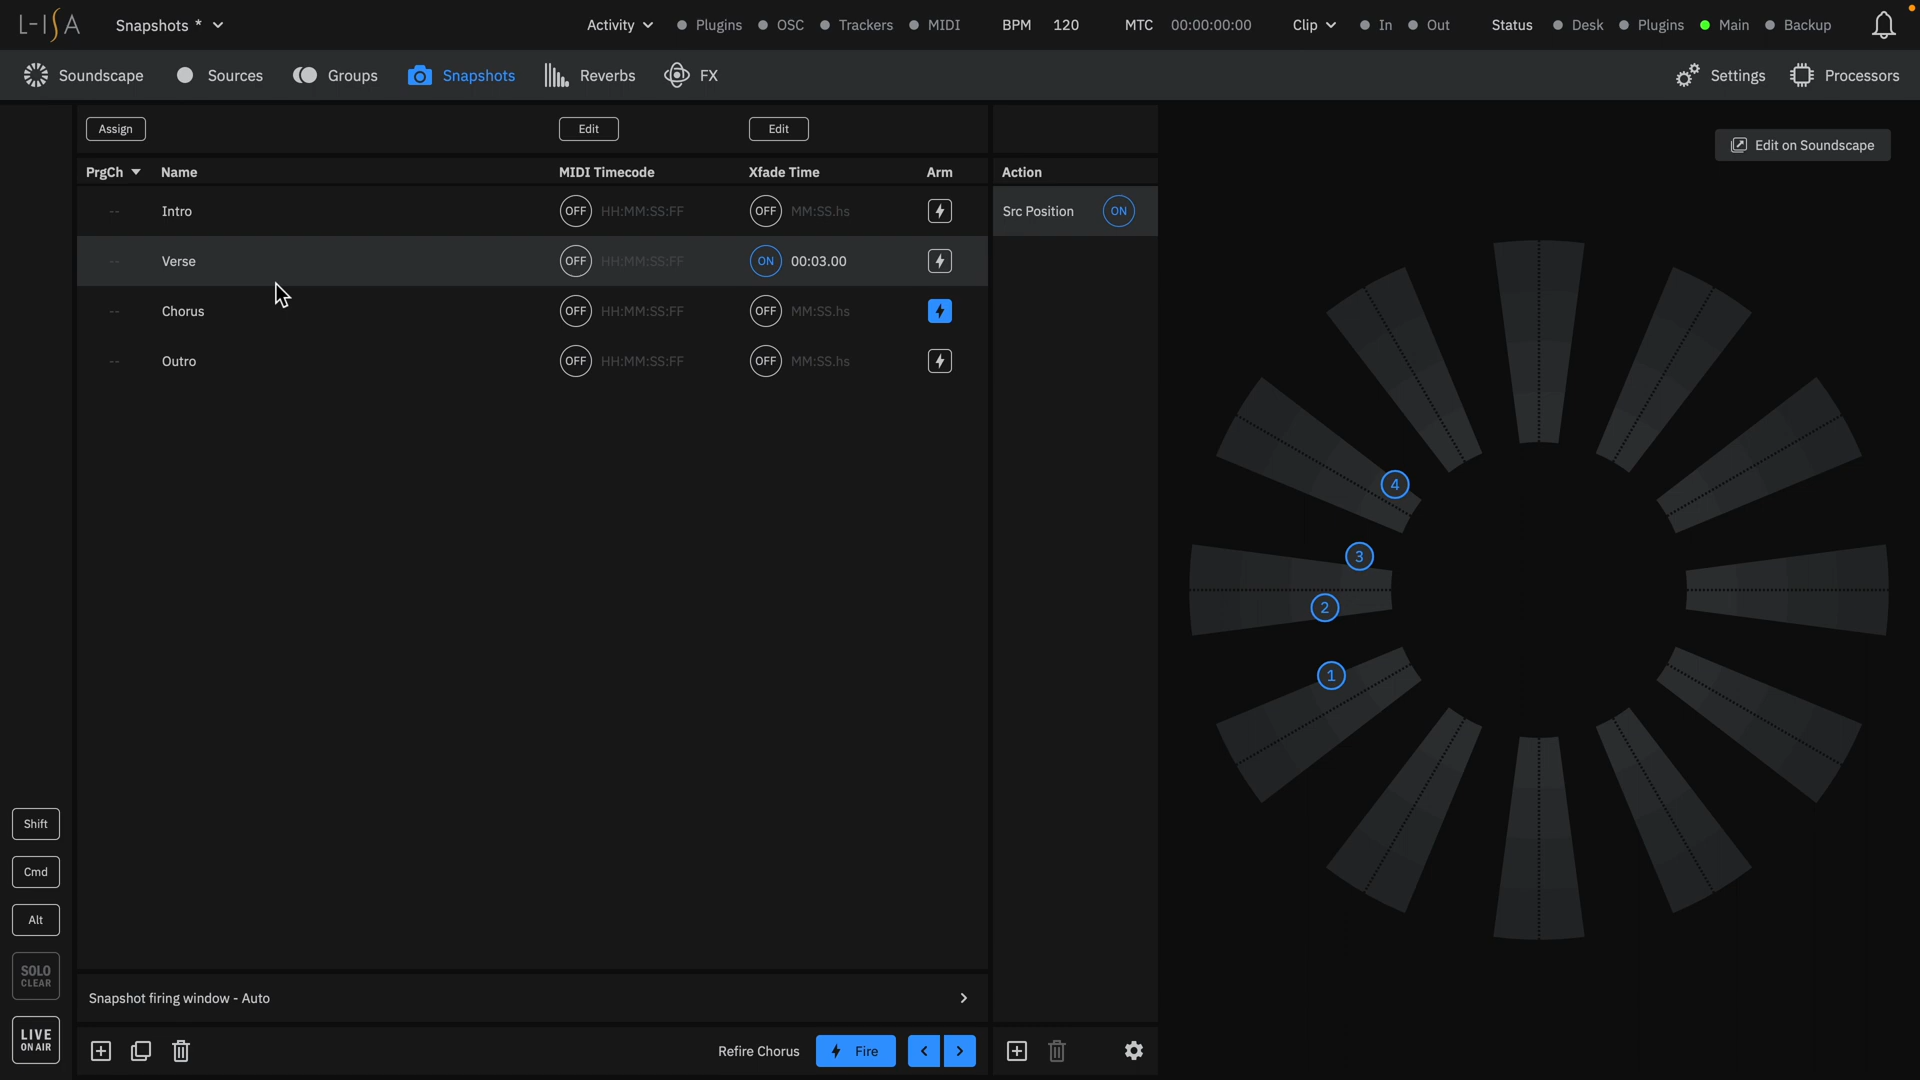 L-ISA
Snapshots *
Activity Plugins OSC Trackers MIDI BPM 120 MTC 00:00:00:00 Clip In Out Status Desk Plugins Main Backup
Soundscape Sources Groups Snapshots Reverbs FX Settings Processors
Assign Edit Edit
Edit on Soundscape
PrgCh Name MIDI Timecode Xfade Time Arm Action
-- Intro OFF HH:MM:SS:FF OFF MM:SS.hs Src Position ON
-- Verse OFF HH:MM:SS:FF ON 00:03.00
-- Chorus OFF HH:MM:SS:FF OFF MM:SS.hs
-- Outro OFF HH:MM:SS:FF OFF MM:SS.hs
4
3
2
1
Shift
Cmd
Alt
SOLO
CLEAR
LIVE
ON AIR
Snapshot firing window - Auto
Refire Chorus Fire